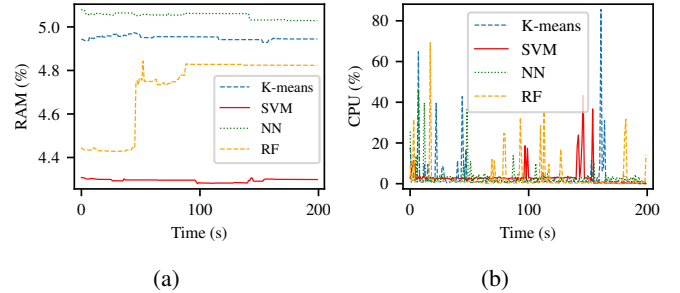 RAM (%)
5.0
4.8
4.6
4.4
0
100
200
Time (s)
K-means
SVM
NN
RF
(a)
CPU (%)
80
60
40
20
0
0
100
200
Time (s)
K-means
SVM
NN
RF
(b)